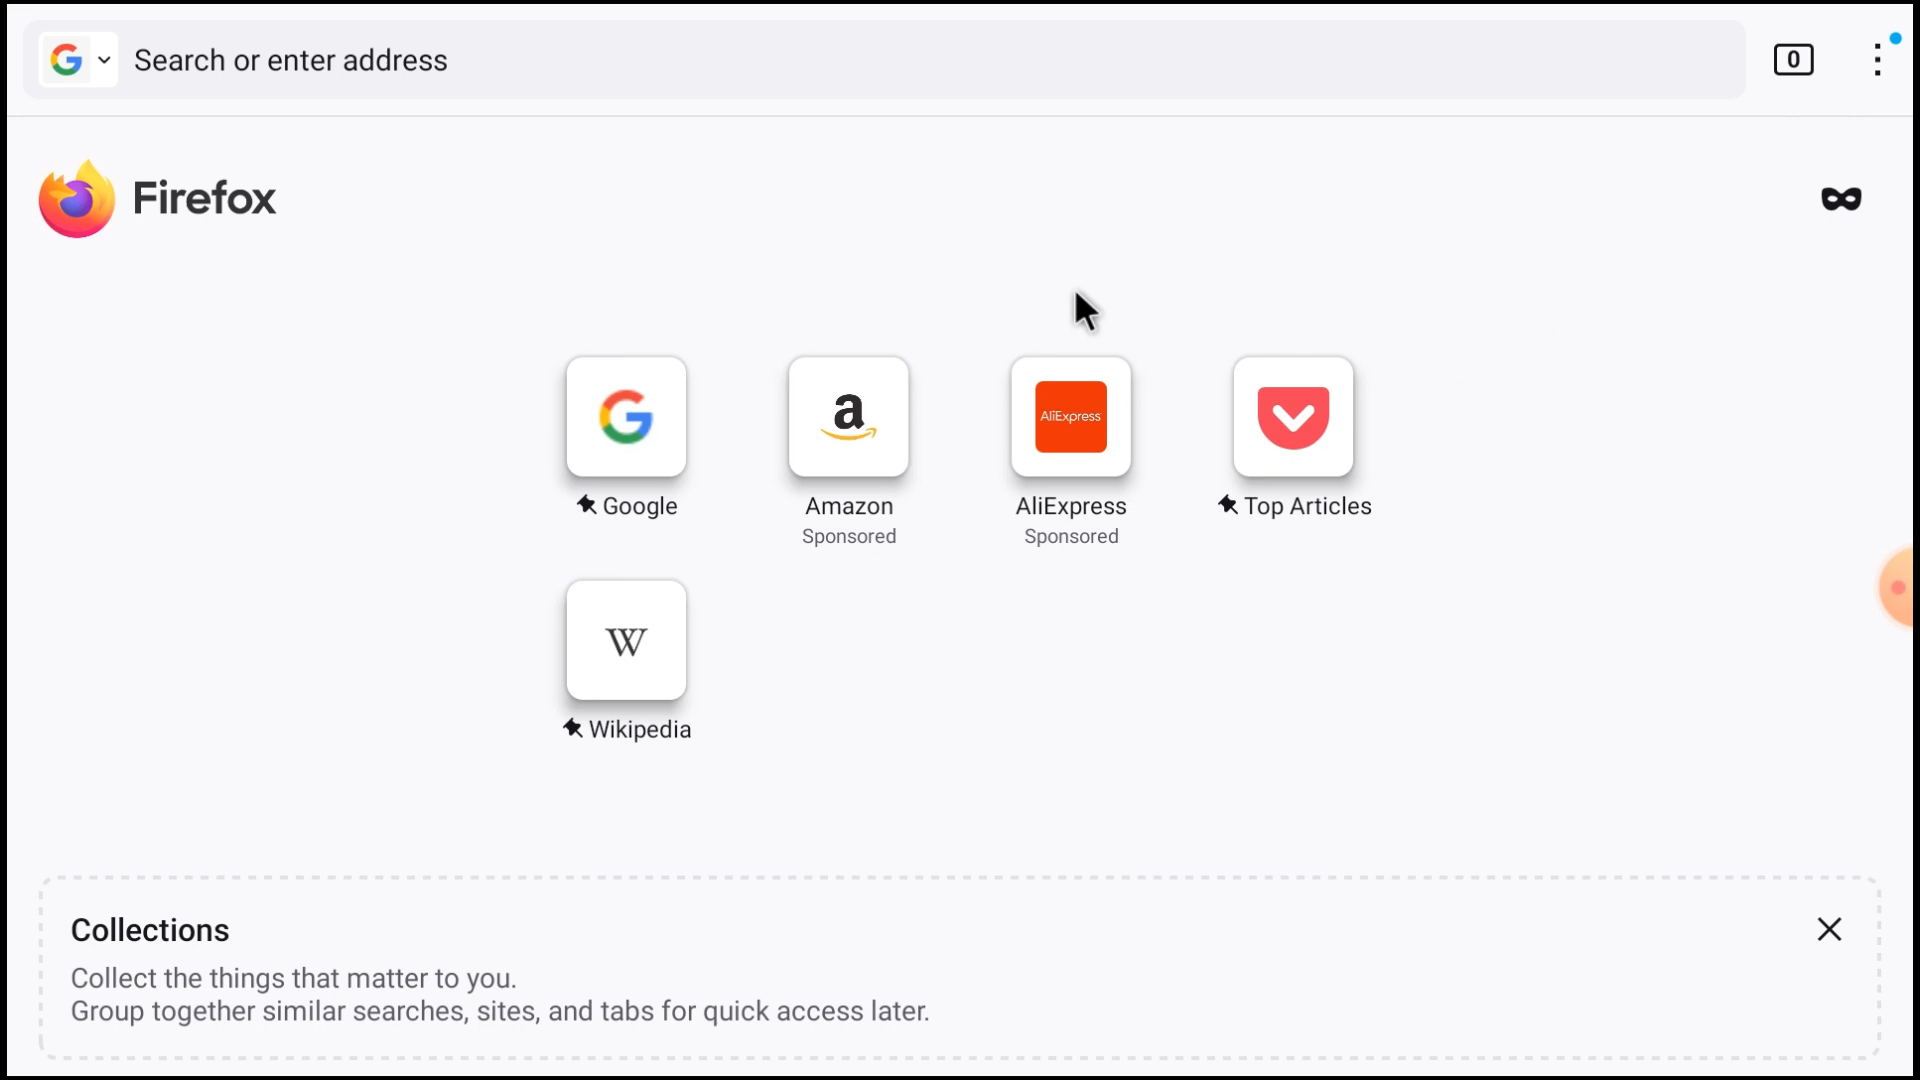 Search or enter address
0
Firefox
AliExpress
Google
Amazon
AliExpress
Top Articles
Sponsored
Sponsored
W
Wikipedia
Collections
Collect the things that matter to you.
Group together similar searches, sites, and tabs for quick access later.